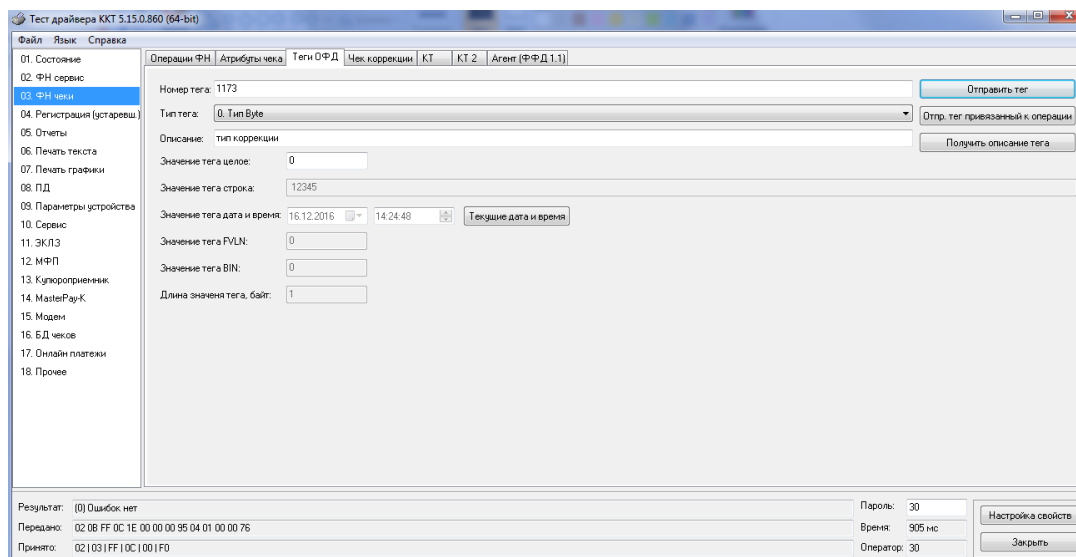 Тест драйвера ККТ 5.15.0.860 (64-bit)
Файл Язык Справка
01. Состояние
02. ФН сервис
03. ФН чеки
04. Регистрация (устаревш.)
05. Отчеты
06. Печать текста
07. Печать графики
08. ПД
09. Параметры устройства
10. Сервис
11. ЭКЛЗ
12. МФП
13. Купюроприемник
14. MasterPay-K
15. Модем
16. БД чеков
17. Онлайн платежи
18. Прочее
Операции ФН Атрибуты чека Теги ОФД Чек коррекции КТ КТ 2 Агент (ФФД 1.1)
Номер тега: 1173 Отправить тег
Тип тега: 0. Тип Byte Отпр. тег привязанный к операции
Описание: тип коррекции Получить описание тега
Значение тега целое: 0
Значение тега строка: 12345
Значение тега дата и время: 16.12.2016 14:24:48 Текущие дата и время
Значение тега FVLN: 0
Значение тега BIN: 0
Длина значеня тега, байт: 1
Результат: (0) Ошибок нет Пароль: 30 Настройка свойств
Передано: 02 0B FF 0C 1E 00 00 00 95 04 01 00 00 76 Время: 905 мс
Принято: 02 | 03 | FF | 0C | 00 | F0 Оператор: 30 Закрыть